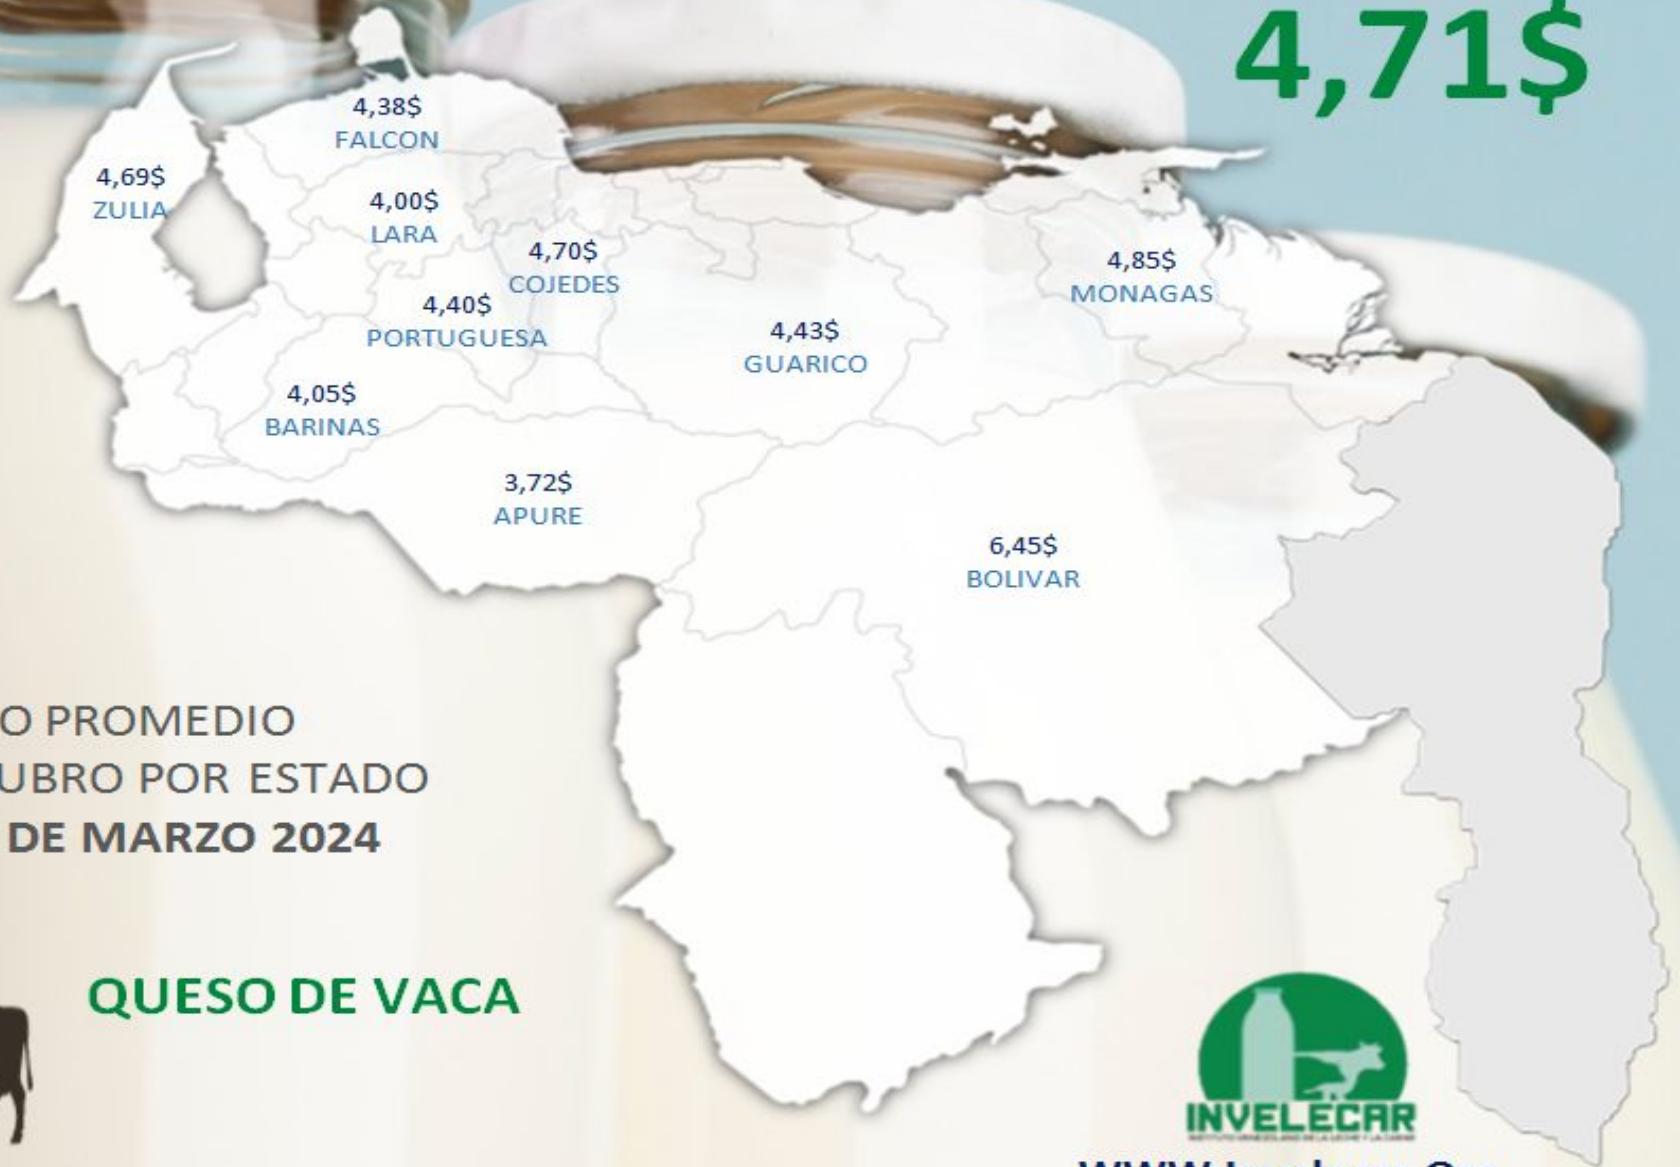 4,71$
4,38$
FALCON
4,69$
ZULIA
4,00$
LARA
4,70$
COJEDES
4,85$
MONAGAS
4,40$
PORTUGUESA
4,43$
GUARICO
4,05$
BARINAS
3,72$
APURE
6,45$
BOLIVAR
O PROMEDIO
UBRO POR ESTADO
DE MARZO 2024
QUESO DE VACA
INVELECAR